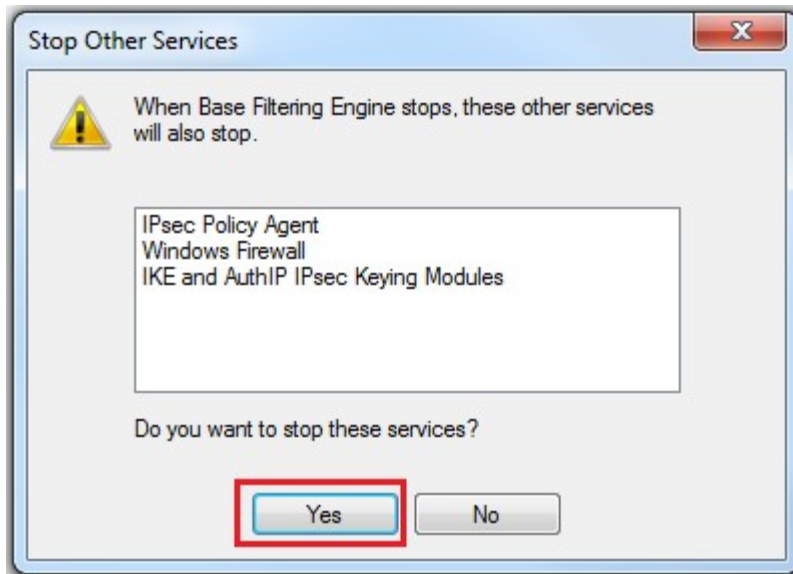 Stop Other Services
When Base Filtering Engine stops, these other services
will also stop.
IPsec Policy Agent
Windows Firewall
IKE and AuthIP IPsec Keying Modules
Do you want to stop these services?
Yes No